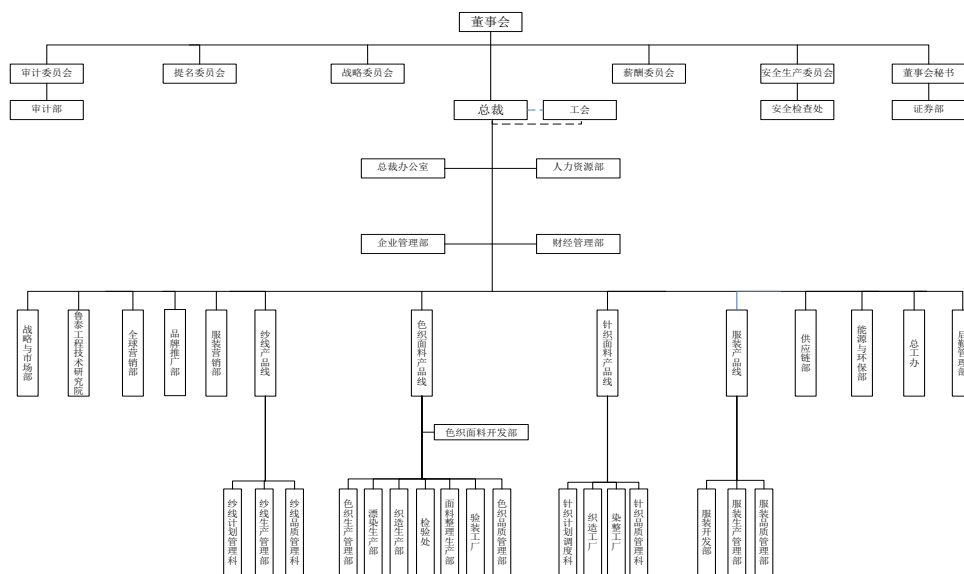 董事会
审计委员会
提名委员会
战略委员会
薪酬委员会
安全生产委员会
董事会秘书
审计部
总裁
工会
安全检查处
证券部
总裁办公室
人力资源部
企业管理部
财经管理部
战略与市场部
鲁泰工程技术研究院
全球营销部
品牌推广部
服装营销部
纱线产品线
色织面料产品线
针织面料产品线
服装产品线
供应链部
能源与环保部
总工办
后勤管理部
色织面料开发部
纱线计划管理科
纱线生产管理部
纱线品质管理科
色织生产管理部
漂染生产部
织造生产部
检验处
面料整理生产部
验装工厂
色织品质管理部
针织计划调度科
织造工厂
染整工厂
针织品质管理科
服装开发部
服装生产管理部
服装品质管理部